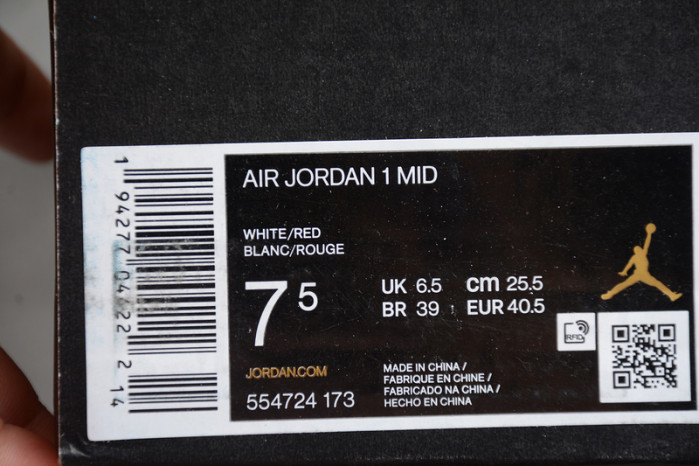 1 94277 04622 2 14
AIR JORDAN 1 MID
WHITE/RED
BLANC/ROUGE
7 5
UK 6.5 cm 25.5
BR 39 EUR 40.5
RFID
JORDAN.COM
554724 173
MADE IN CHINA /
FABRIQUE EN CHINE /
FABRICADO NA CHINA /
HECHO EN CHINA